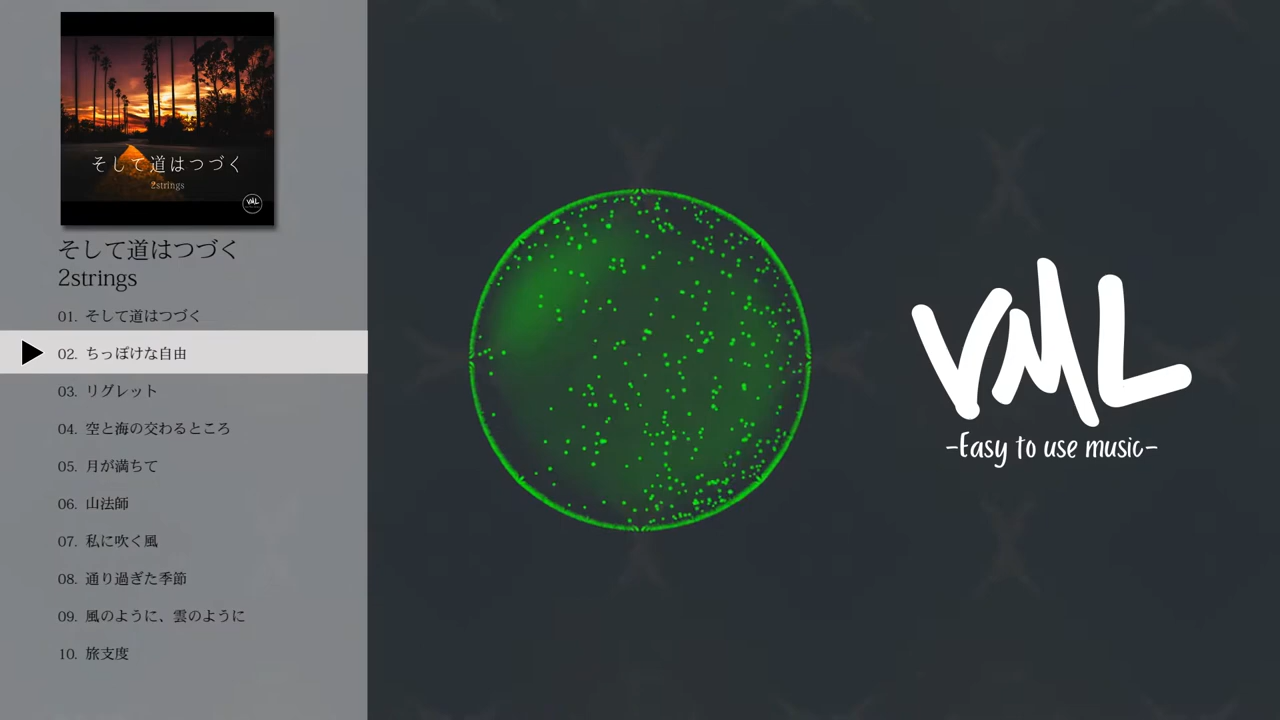 そして道はつづく
2strings
VML
そして道はつづく
2strings
01. そして道はつづく
02. ちっぽけな自由
03. リグレット
04. 空と海の交わるところ
05. 月が満ちて
06. 山法師
07. 私に吹く風
08. 通り過ぎた季節
09. 風のように、雲のように
10. 旅支度
VML
-Easy to use music-